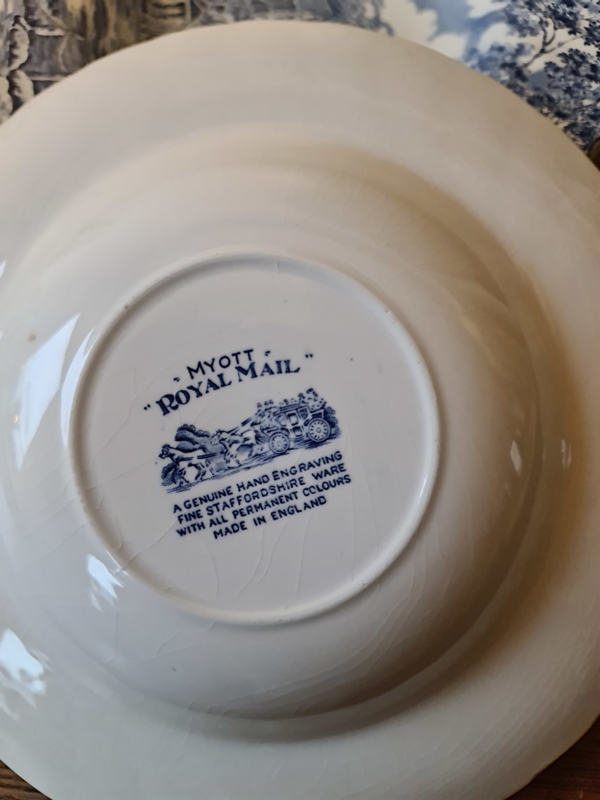 MYOTT
"ROYAL MAIL"
A GENUINE HAND ENGRAVING
FINE STAFFORDSHIRE WARE
WITH ALL PERMANENT COLOURS
MADE IN ENGLAND